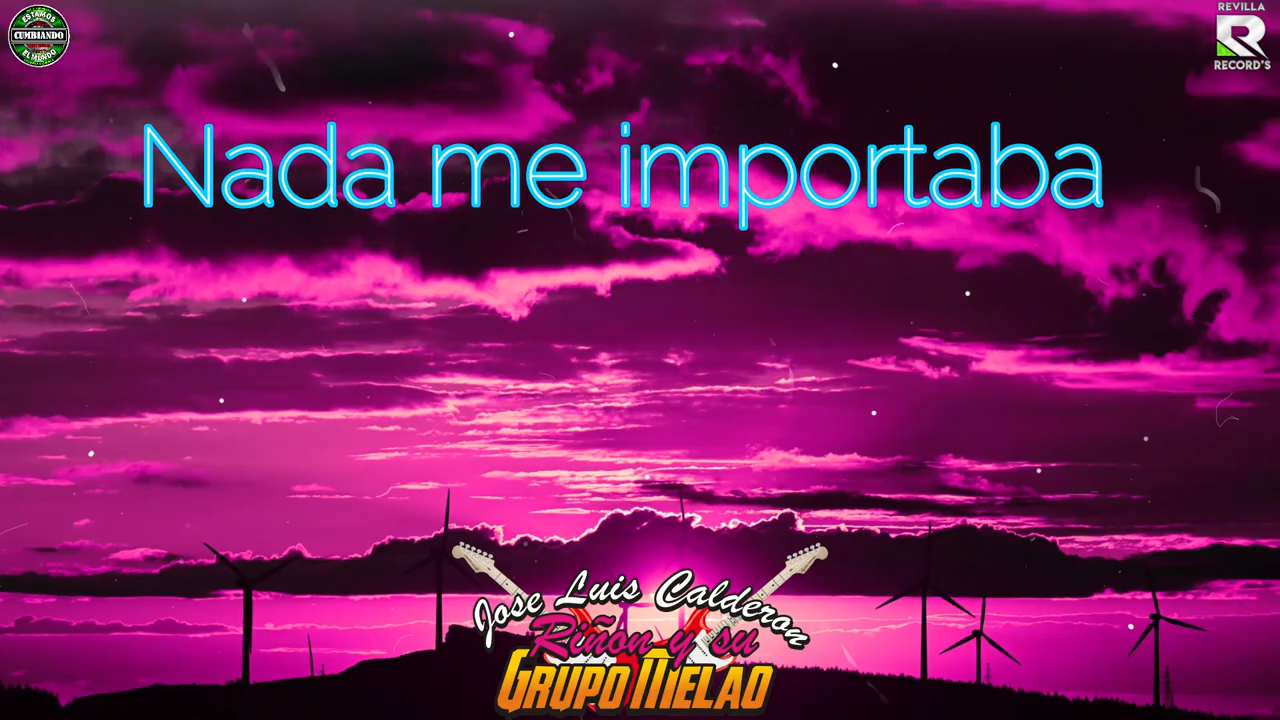 ESTAMOS
CUMBIANDO
EL MUNDO
REVILLA
R
RECORD'S
Nada me importaba
Jose Luis Calderon
Riñon y su
GRUPO MELAO